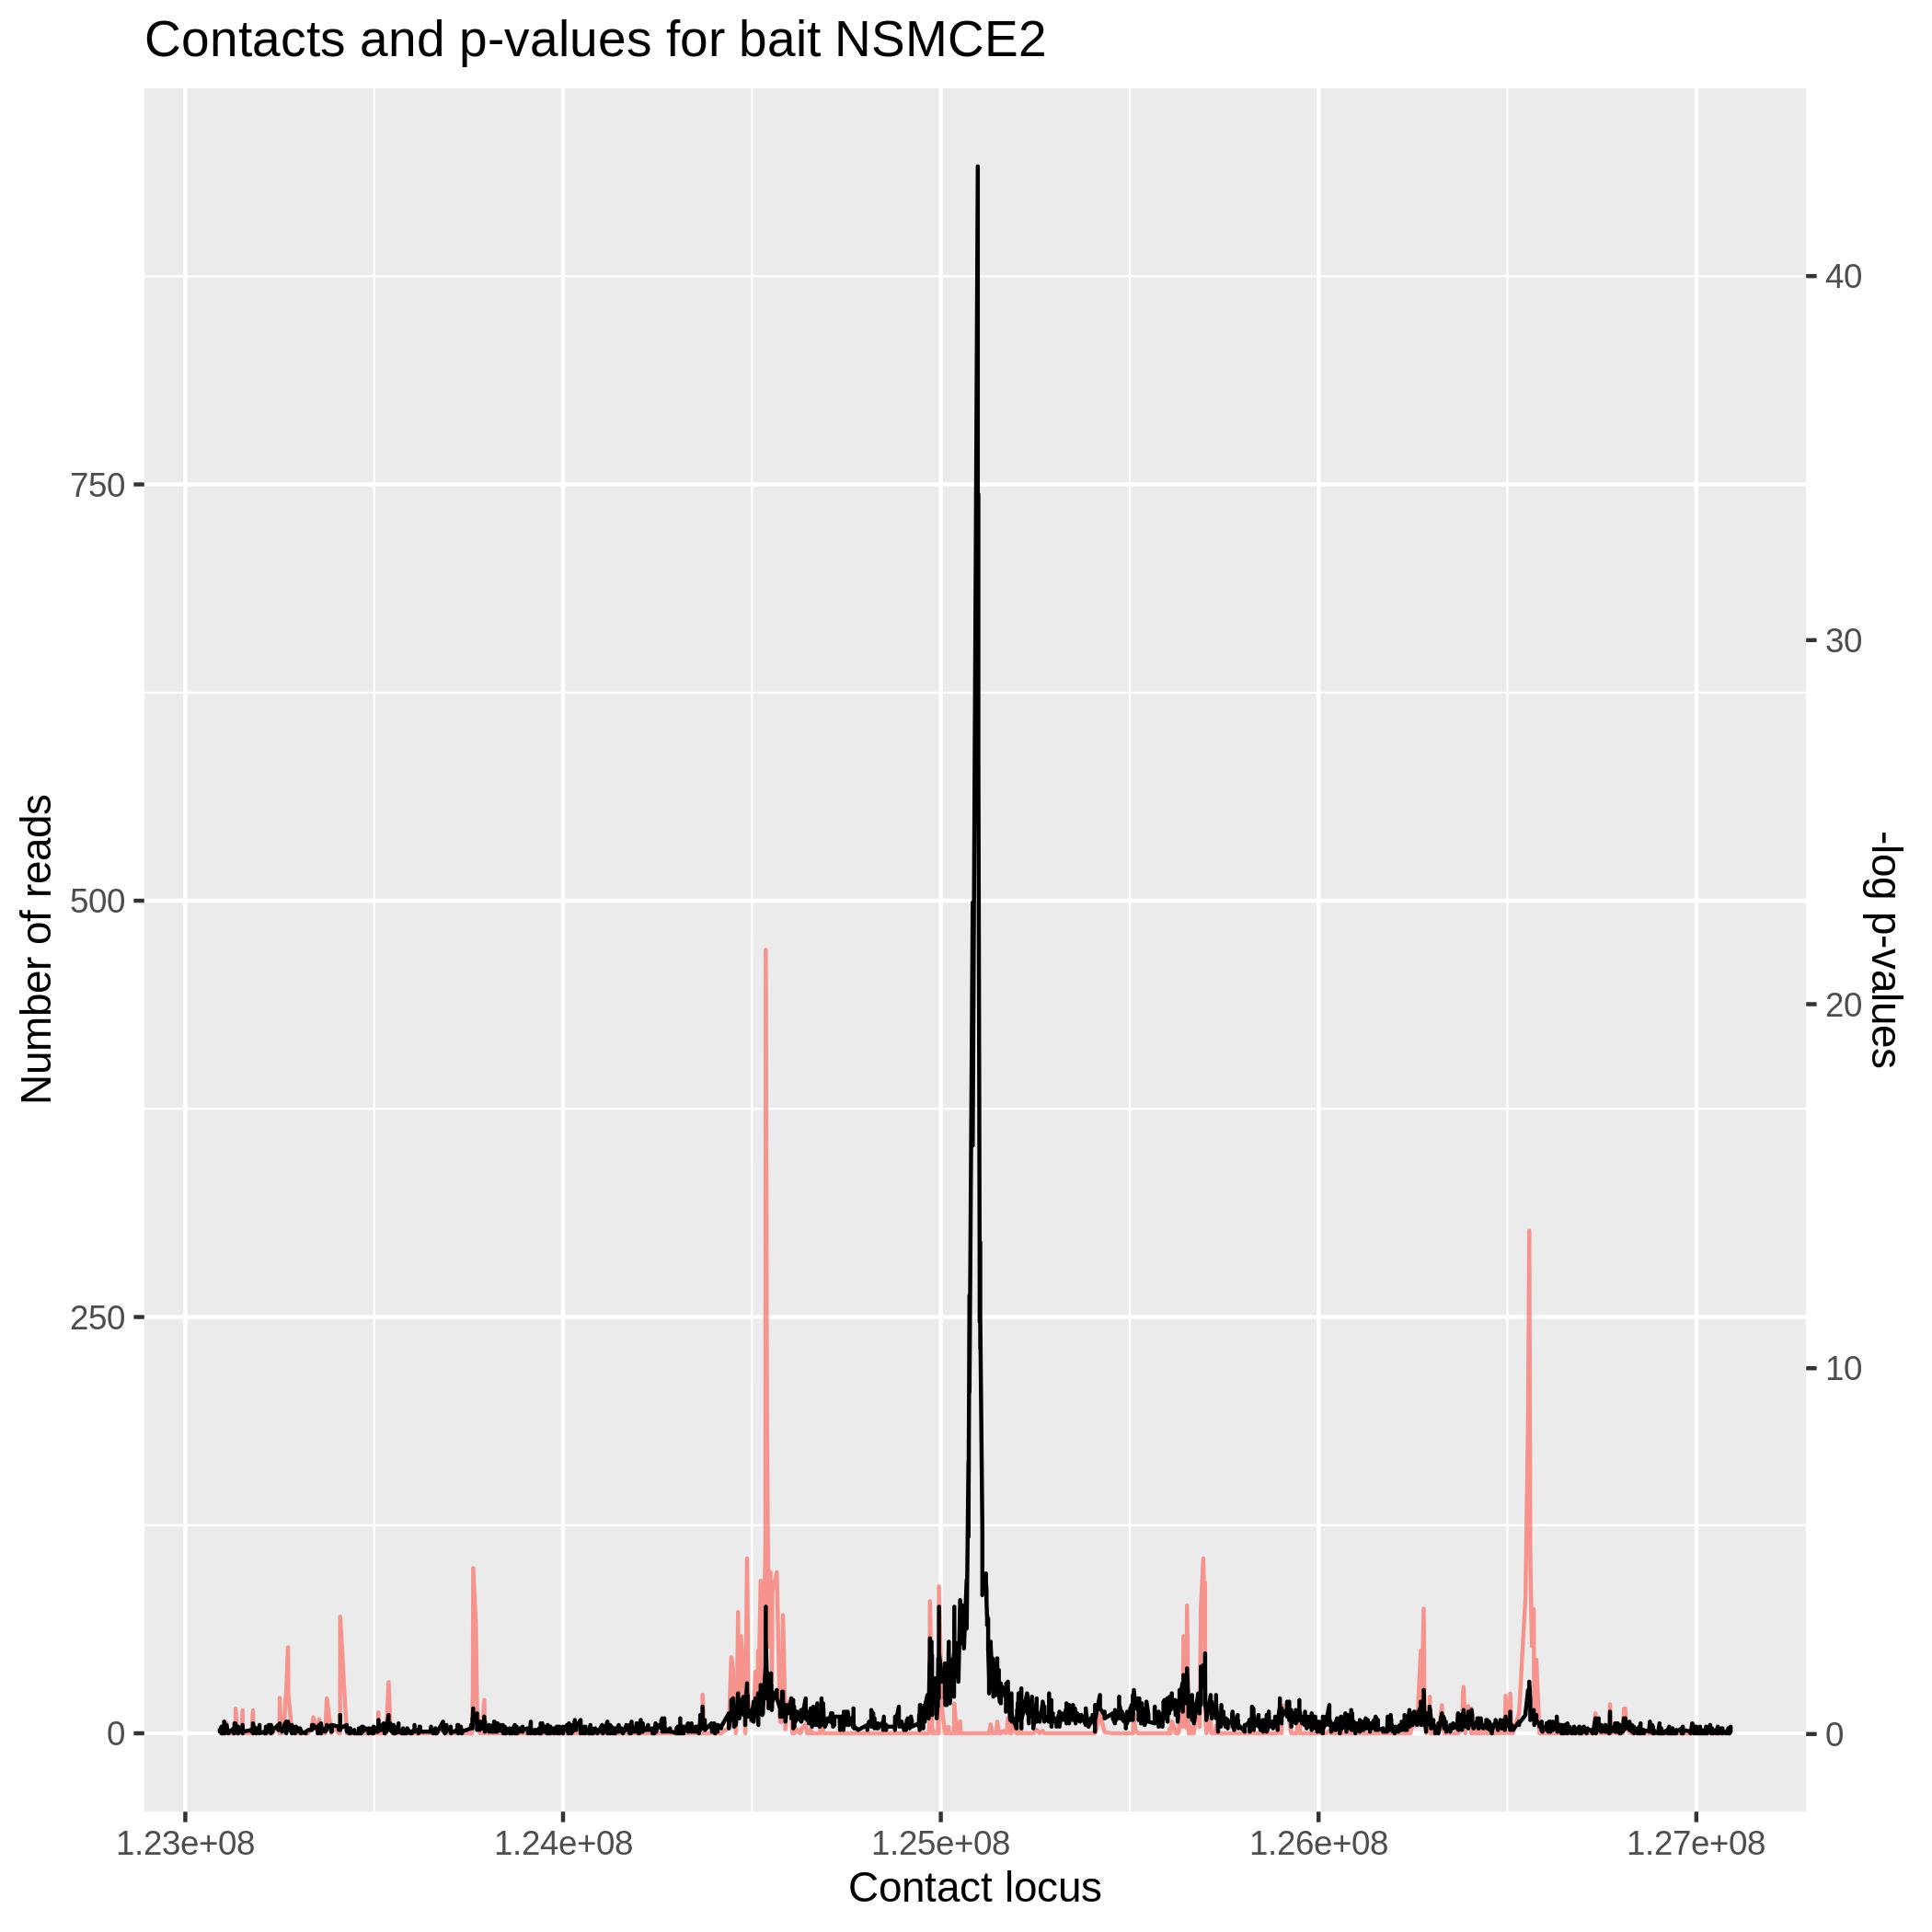 Contacts and p-values for bait NSMCE2
Number of reads
750
500
250
0
40
30
20
10
0
-log p-values
1.23e+08
1.24e+08
1.25e+08
1.26e+08
1.27e+08
Contact locus